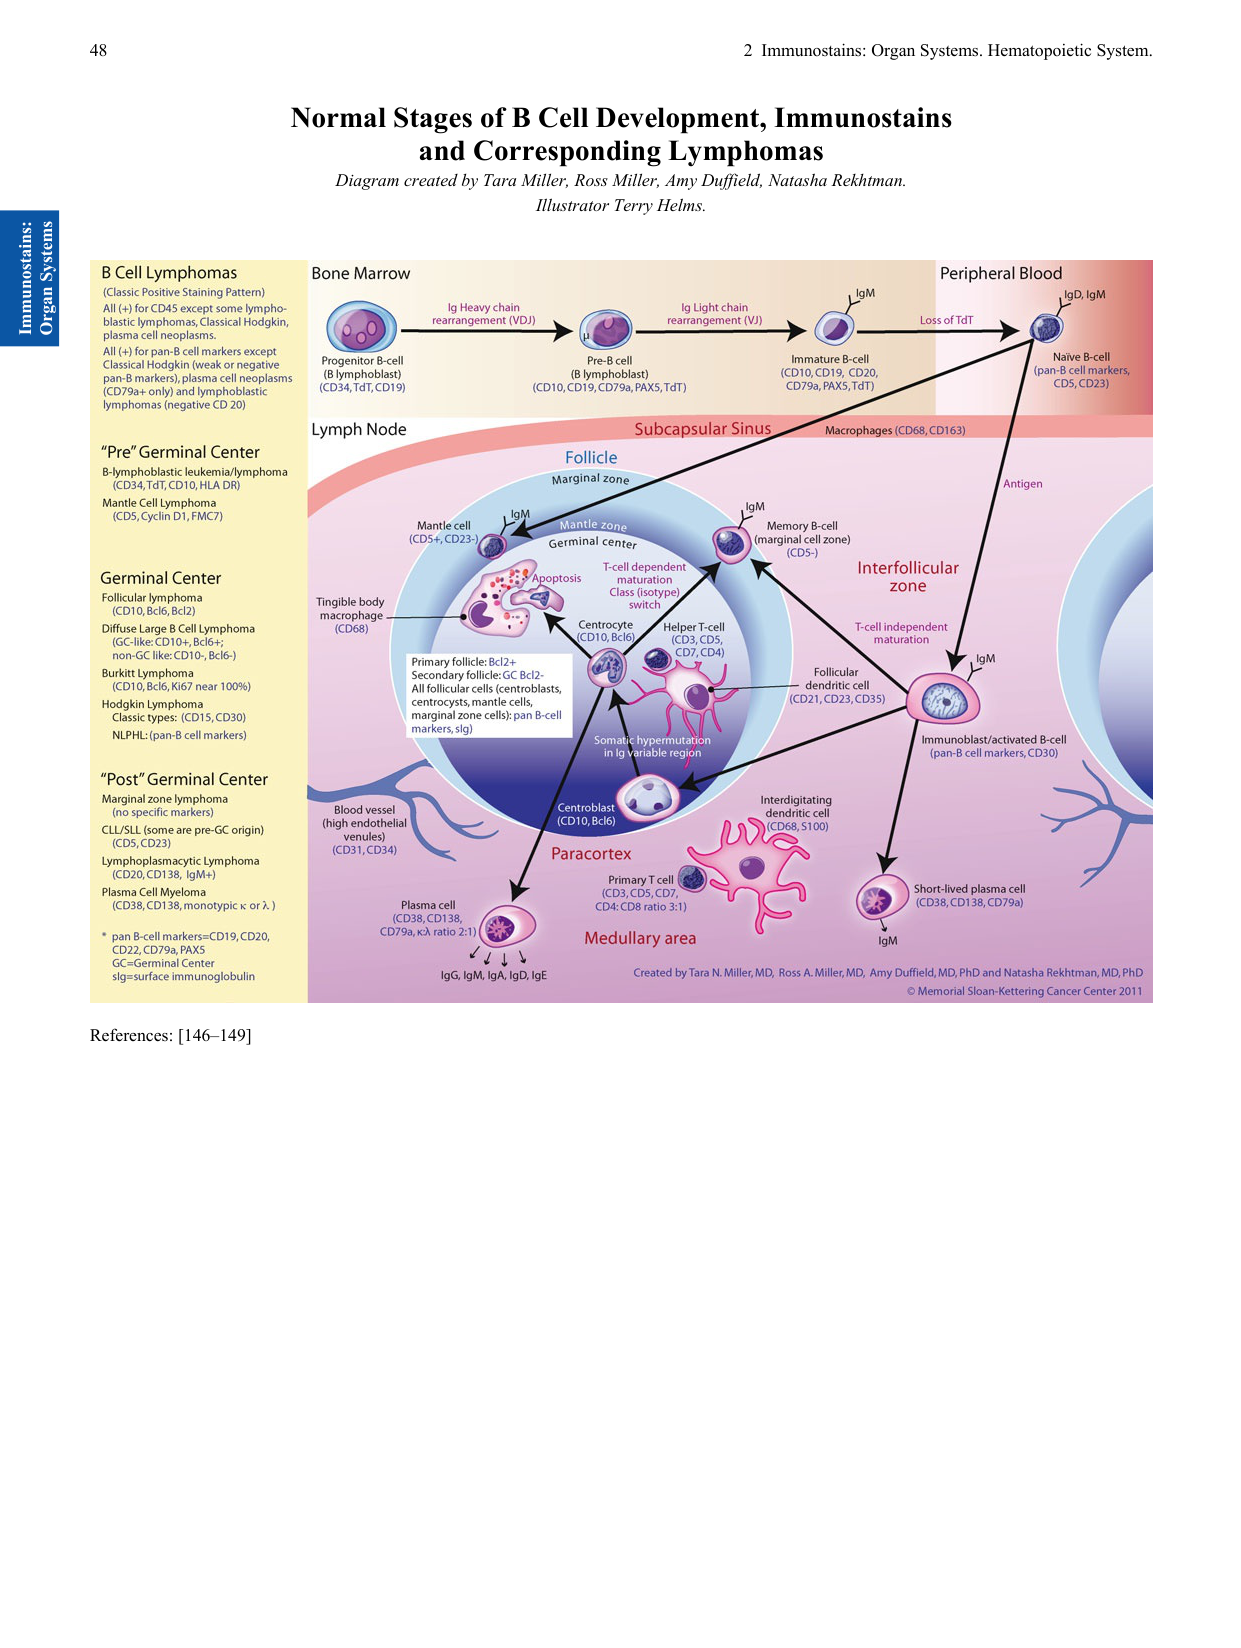 48
2 Immunostains: Organ Systems. Hematopoietic System.
Normal Stages of B Cell Development, Immunostains
and Corresponding Lymphomas
Diagram created by Tara Miller, Ross Miller, Amy Duffield, Natasha Rekhtman.
Illustrator Terry Helms.
Immunostains:
Organ Systems
B Cell Lymphomas
(Classic Positive Staining Pattern)
All (+) for CD45 except some lympho-
blastic lymphomas, Classical Hodgkin,
plasma cell neoplasms.
All (+) for pan-B cell markers except
Classical Hodgkin (weak or negative
pan-B markers), plasma cell neoplasms
(CD79a+ only) and lymphoblastic
lymphomas (negative CD 20)
"Pre" Germinal Center
B-lymphoblastic leukemia/lymphoma
(CD34, TdT, CD10, HLA DR)
Mantle Cell Lymphoma
(CD5, Cyclin D1, FMC7)
Germinal Center
Follicular lymphoma
(CD10, Bcl6, Bcl2)
Diffuse Large B Cell Lymphoma
(GC-like: CD10+, Bcl6+;
non-GC like: CD10-, Bcl6-)
Burkitt Lymphoma
(CD10, Bcl6, Ki67 near 100%)
Hodgkin Lymphoma
Classic types: (CD15, CD30)
NLPHL: (pan-B cell markers)
"Post" Germinal Center
Marginal zone lymphoma
(no specific markers)
CLL/SLL (some are pre-GC origin)
(CD5, CD23)
Lymphoplasmacytic Lymphoma
(CD20, CD138, IgM+)
Plasma Cell Myeloma
(CD38, CD138, monotypic κ or λ )
* pan B-cell markers=CD19, CD20,
CD22, CD79a, PAX5
GC=Germinal Center
sIg=surface immunoglobulin
Bone Marrow
Peripheral Blood
Progenitor B-cell
(B lymphoblast)
(CD34, TdT, CD19)
Ig Heavy chain
rearrangement (VDJ)
μ
Pre-B cell
(B lymphoblast)
(CD10, CD19, CD79a, PAX5, TdT)
Ig Light chain
rearrangement (VJ)
IgM
Immature B-cell
(CD10, CD19, CD20,
CD79a, PAX5, TdT)
Loss of TdT
IgD, IgM
Naïve B-cell
(pan-B cell markers,
CD5, CD23)
Lymph Node
Subcapsular Sinus
Macrophages (CD68, CD163)
Follicle
Marginal zone
Mantle zone
Germinal center
Antigen
Mantle cell
(CD5+, CD23-)
IgM
IgM
Memory B-cell
(marginal cell zone)
(CD5-)
Interfollicular
zone
Apoptosis
T-cell dependent
maturation
Class (isotype)
switch
Tingible body
macrophage
(CD68)
Centrocyte
(CD10, Bcl6)
Helper T-cell
(CD3, CD5,
CD7, CD4)
T-cell independent
maturation
IgM
Primary follicle: Bcl2+
Secondary follicle: GC Bcl2-
All follicular cells (centroblasts,
centrocysts, mantle cells,
marginal zone cells): pan B-cell
markers, sIg)
Follicular
dendritic cell
(CD21, CD23, CD35)
Somatic hypermutation
in Ig variable region
Immunoblast/activated B-cell
(pan-B cell markers, CD30)
Centroblast
(CD10, Bcl6)
Blood vessel
(high endothelial
venules)
(CD31, CD34)
Interdigitating
dendritic cell
(CD68, S100)
Paracortex
Primary T cell
(CD3, CD5, CD7,
CD4: CD8 ratio 3:1)
Plasma cell
(CD38, CD138,
CD79a, κ:λ ratio 2:1)
IgG, IgM, IgA, IgD, IgE
Medullary area
Short-lived plasma cell
(CD38, CD138, CD79a)
IgM
Created by Tara N. Miller, MD, Ross A. Miller, MD, Amy Duffield, MD, PhD and Natasha Rekhtman, MD, PhD
© Memorial Sloan-Kettering Cancer Center 2011
References: [146–149]